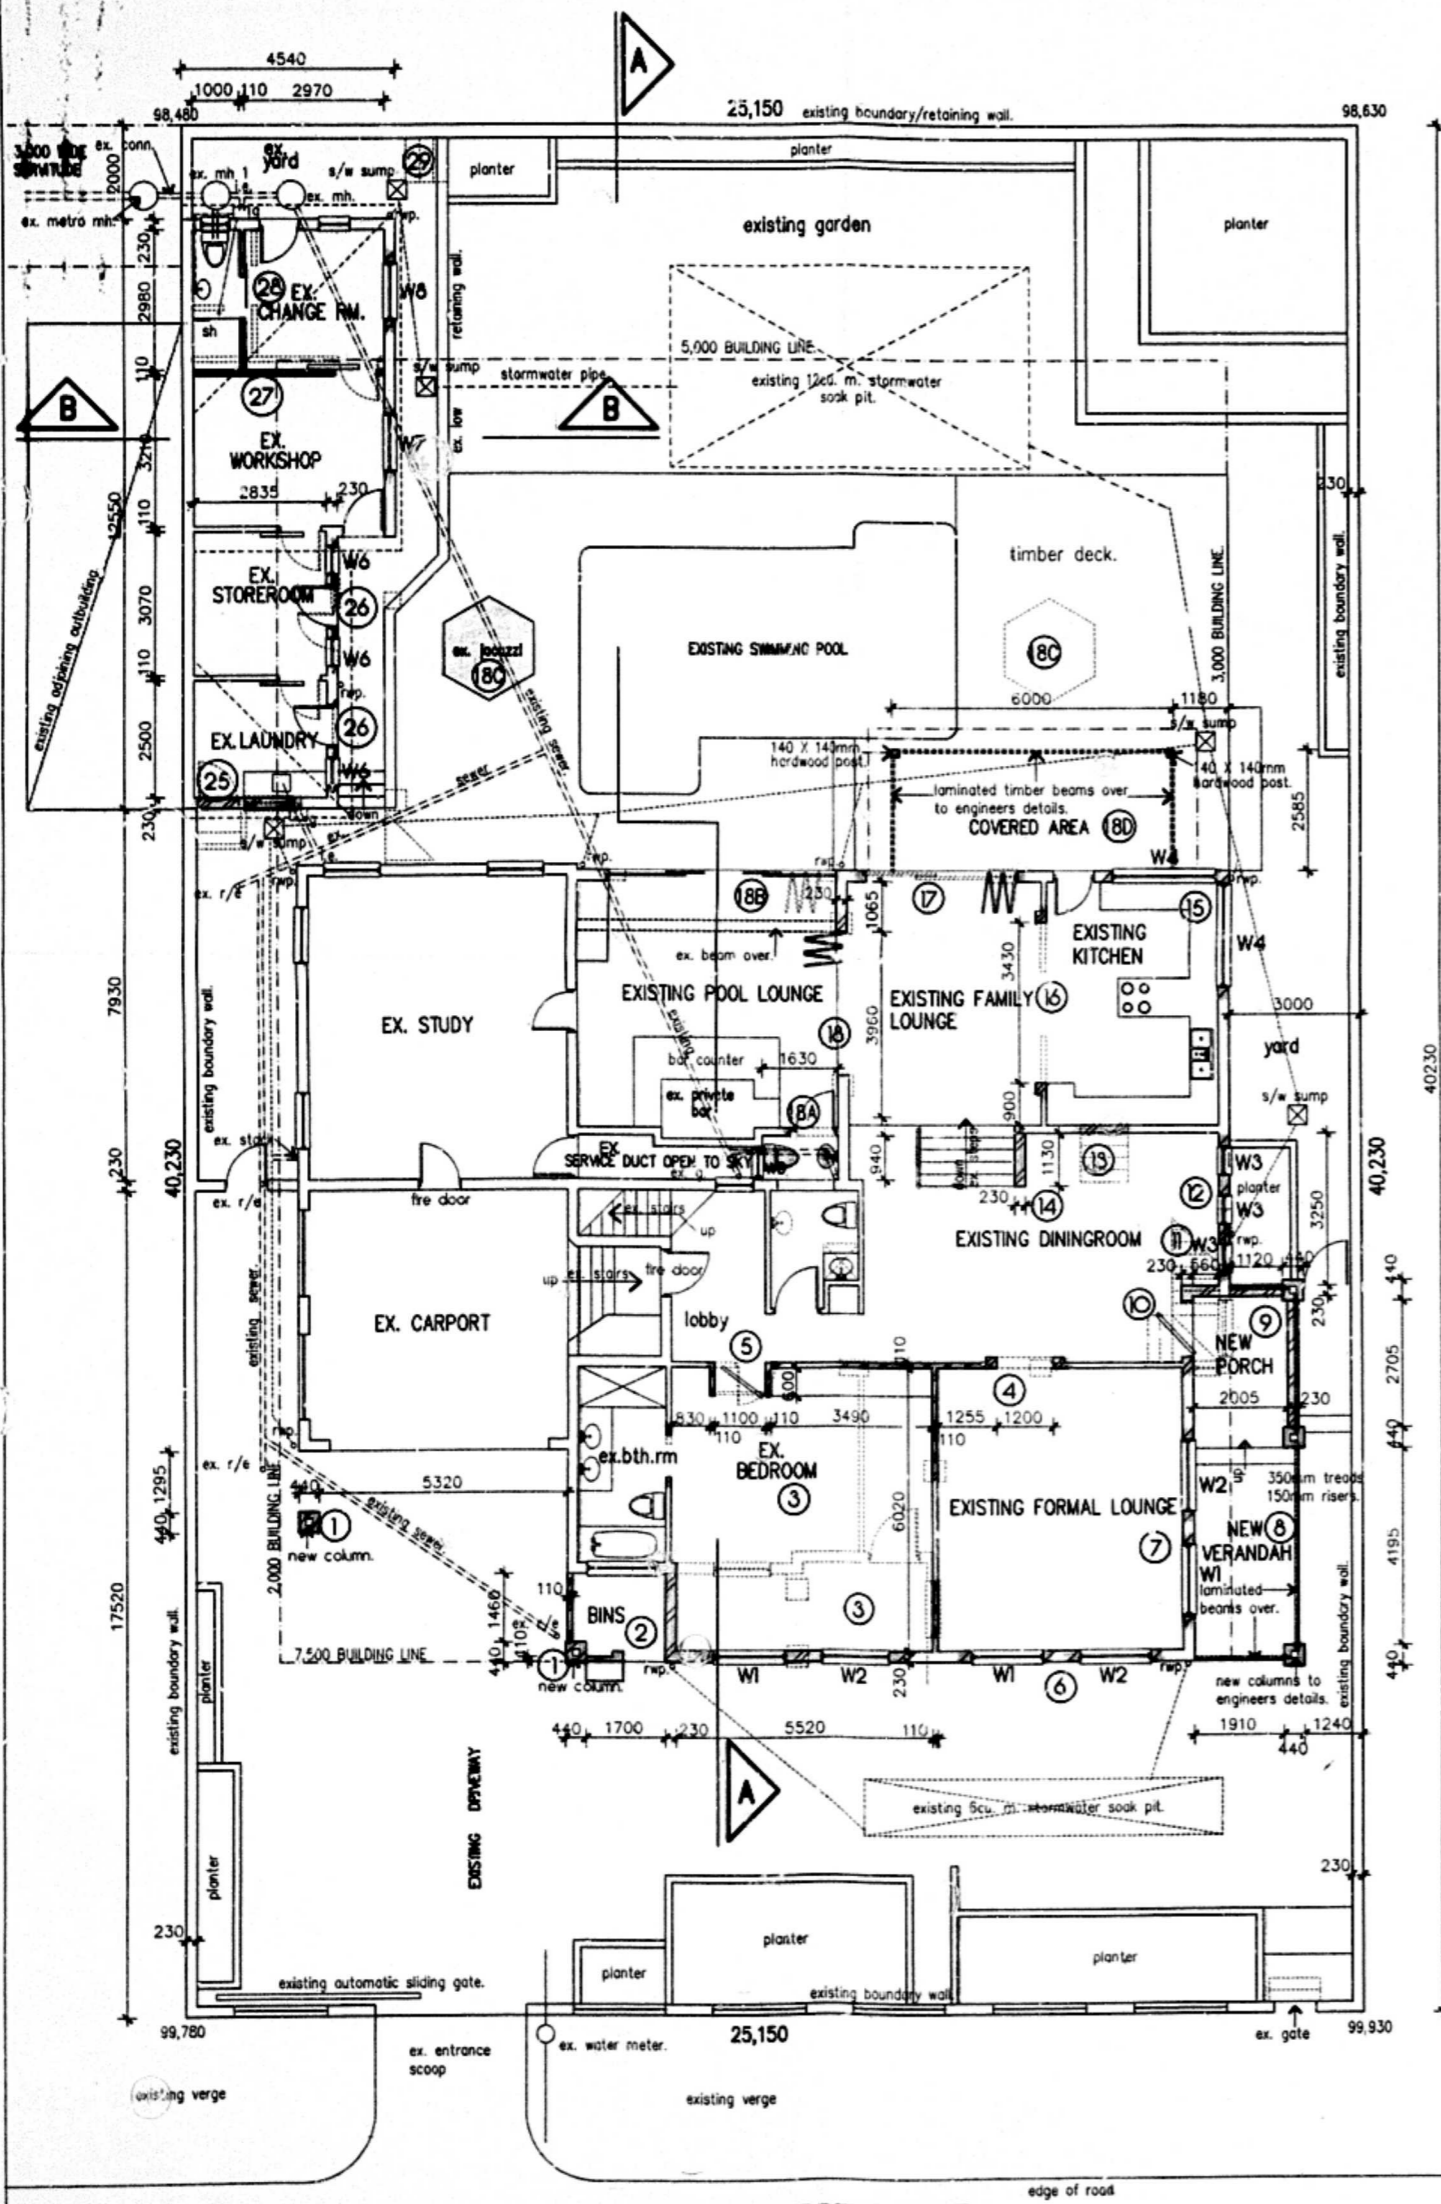 4540
A
1000 110 2970
25,150 existing boundary/retaining wall.
98,480
98,630
3,000 WIDE
SERVITUDE
ex. conn.
2000
ex.
yard
ex. mh.
s/w sump
29
planter
planter
ex. mh.
ex. metro mh.
rwp.
existing garden
planter
230
2980
28
EX.
CHANGE RM.
W8
sh
ex. low retaining wall.
5,000 BUILDING LINE
110
s/w sump
stormwater pipe
existing 12cu. m. stormwater
soak pit.
27
B
B
EX.
WORKSHOP
W7
3210
2835
230
230
12550
110
timber deck.
EX.
STOREROOM
W6
26
3070
existing adjoining outbuilding.
ex. jacuzzi
18C
EXISTING SWIMMING POOL
18C
3,000 BUILDING LINE.
existing boundary wall.
W6
110
rwp.
existing sewer
6000
1180
s/w sump
EX. LAUNDRY
26
2500
W6
25
sewer
140 X 140mm
hardwood post.
140 X 140mm
hardwood post.
laminated timber beams over
to engineers details.
COVERED AREA 18D
2585
down
230
s/w sump
ex.
W4
ex. r/e
rwp.
rwp.
rwp.
rwp.
18B
230
1065
17
15
EXISTING
KITCHEN
W4
ex. beam over.
3430
EXISTING POOL LOUNGE
EXISTING FAMILY
LOUNGE
16
7930
EX. STUDY
3960
3000
18
existing boundary wall.
existing
bar counter
1630
yard
40230
ex. private
bar
18A
900
s/w sump
ex. stack
EX.
SERVICE DUCT OPEN TO SKY
940
down
ex. steps
1130
13
W3
230
40,230
planter
40,230
12
ex. r/e
fire door
ex. stairs
up
230
14
W3
3250
EXISTING DININGROOM
11
W3
rwp.
up
ex. stairs
fire door
230 560 1120 440
440
EX. CARPORT
lobby
10
230
9
5
NEW
PORCH
existing sewer.
110
600
4
2705
2005
230
830 1100 110 3490
1255 1200
110
110
440
rwp.
ex.bth.rm
EX.
BEDROOM
3
ex. r/e
up
W2
350mm treads
150mm risers.
1295
440
5320
6020
EXISTING FORMAL LOUNGE
2,000 BUILDING LINE
existing sewer
440
1
new column.
7
NEW 8
VERANDAH
W1
laminated
beams over.
4195
110
1460
BINS
2
3
17520
7,500 BUILDING LINE
440
1
rwp.
new column.
W1
W2
230
W1
W2
6
rwp.
440
new columns to
engineers details.
existing boundary wall.
planter
existing boundary wall.
440 1700 230 5520 110
1910
1240
440
EXISTING DRIVEWAY
A
existing 6cu. m. stormwater soak pit.
planter
230
230
planter
planter
planter
existing automatic sliding gate.
existing boundary wall
99,780
25,150
ex. gate
99,930
ex. entrance
scoop
ex. water meter.
existing verge
existing verge
edge of road